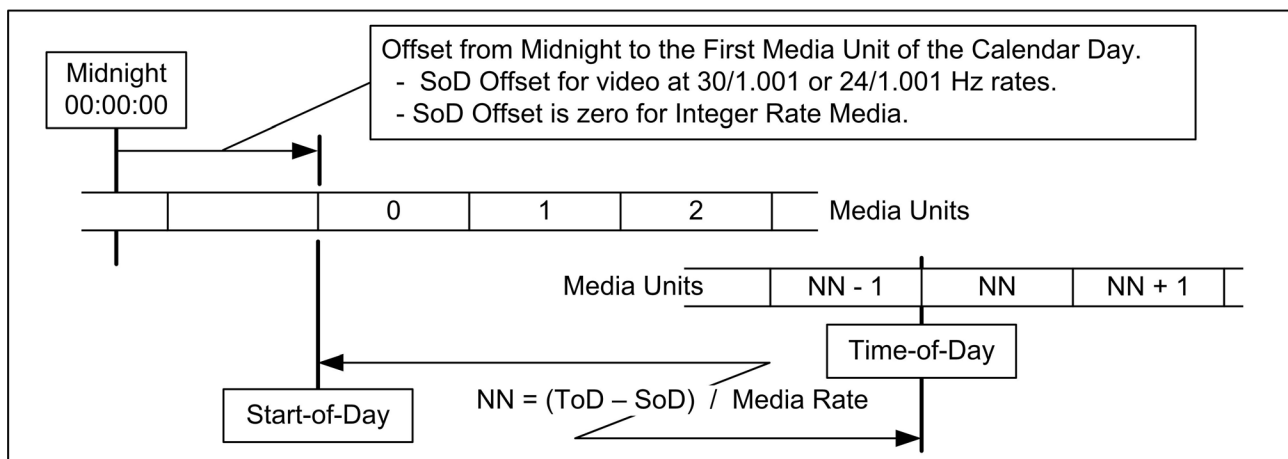 Offset from Midnight to the First Media Unit of the Calendar Day.
- SoD Offset for video at 30/1.001 or 24/1.001 Hz rates.
- SoD Offset is zero for Integer Rate Media.
Midnight
00:00:00
0 1 2 Media Units
Media Units NN - 1 NN NN + 1
Time-of-Day
NN = (ToD – SoD) / Media Rate
Start-of-Day